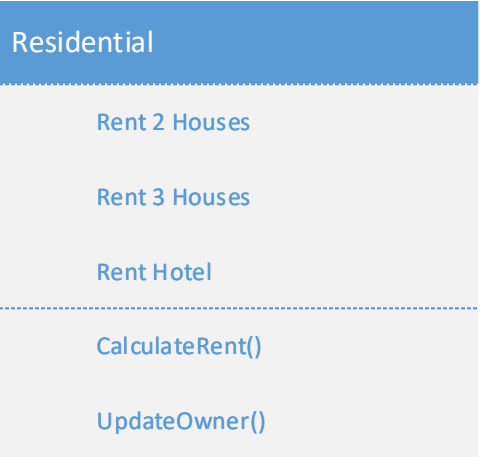 Residential
Rent 2 Houses
Rent 3 Houses
Rent Hotel
CalculateRent()
UpdateOwner()